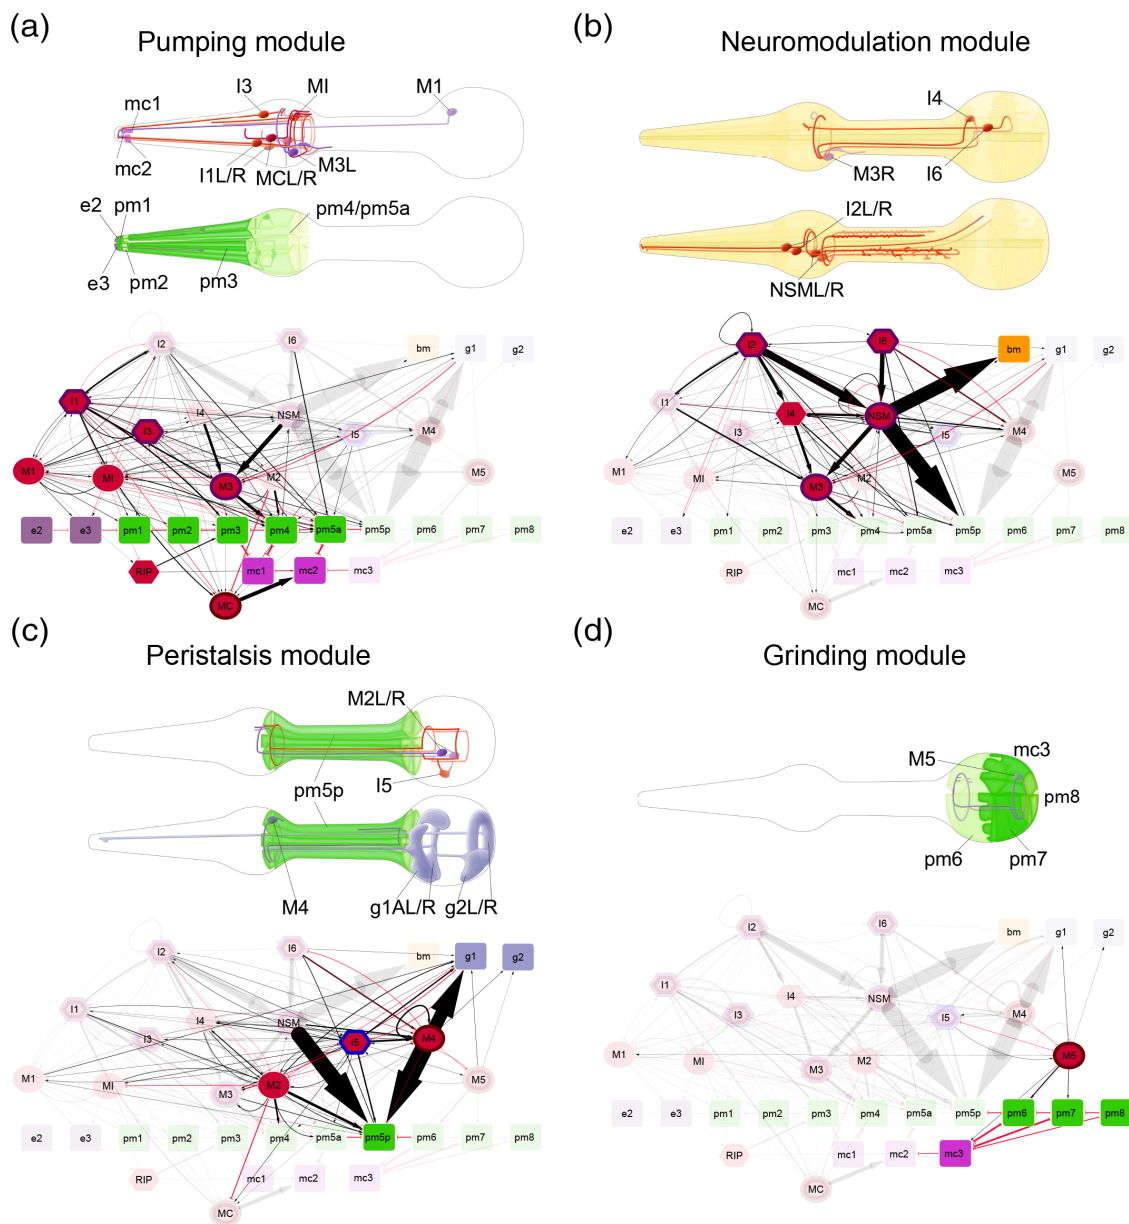 (a)
Pumping module
I3
MI
M1
mc1
mc2
I1L/R
MCL/R
M3L
e2
pm1
pm4/pm5a
e3
pm2
pm3
I2
I6
bm
g1
g2
I1
I3
I4
NSM
I5
M4
M1
MI
M3
M2
M5
e2
e3
pm1
pm2
pm3
pm4
pm5a
pm5p
pm6
pm7
pm8
RIP
mc1
mc2
mc3
MC
(b)
Neuromodulation module
I4
M3R
I6
I2L/R
NSML/R
I2
I6
bm
g1
g2
I1
I3
I4
NSM
I5
M4
M1
MI
M3
M2
M5
e2
e3
pm1
pm2
pm3
pm4
pm5a
pm5p
pm6
pm7
pm8
RIP
mc1
mc2
mc3
MC
(c)
Peristalsis module
M2L/R
I5
pm5p
M4
g1AL/R
g2L/R
I2
I6
bm
g1
g2
I1
I3
I4
NSM
I5
M4
M1
MI
M3
M2
M5
e2
e3
pm1
pm2
pm3
pm4
pm5a
pm5p
pm6
pm7
pm8
RIP
mc1
mc2
mc3
MC
(d)
Grinding module
M5
mc3
pm8
pm6
pm7
I2
I6
bm
g1
g2
I1
I3
I4
NSM
I5
M4
M1
MI
M3
M2
M5
e2
e3
pm1
pm2
pm3
pm4
pm5a
pm5p
pm6
pm7
pm8
RIP
mc1
mc2
mc3
MC